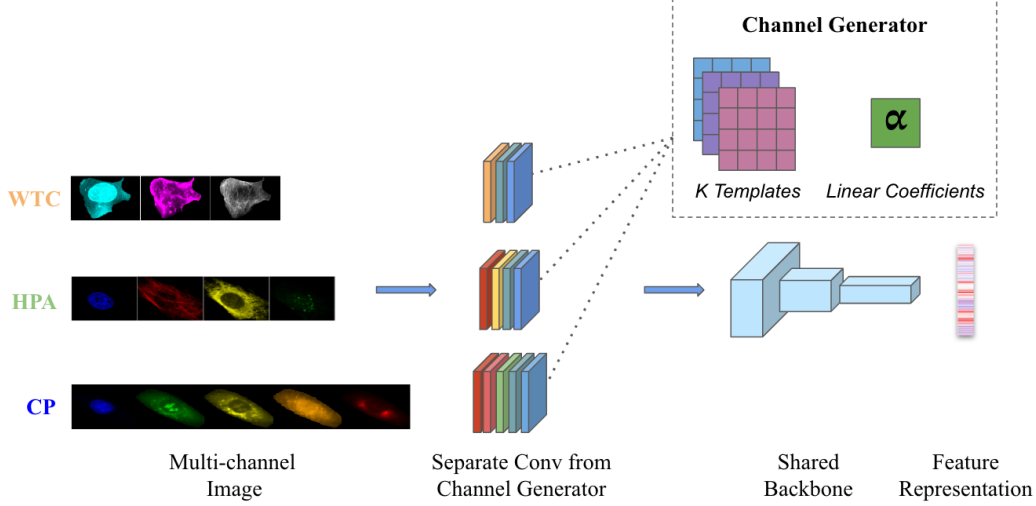 Channel Generator
α
K Templates
Linear Coefficients
WTC
HPA
CP
Multi-channel
Image
Separate Conv from
Channel Generator
Shared
Backbone
Feature
Representation